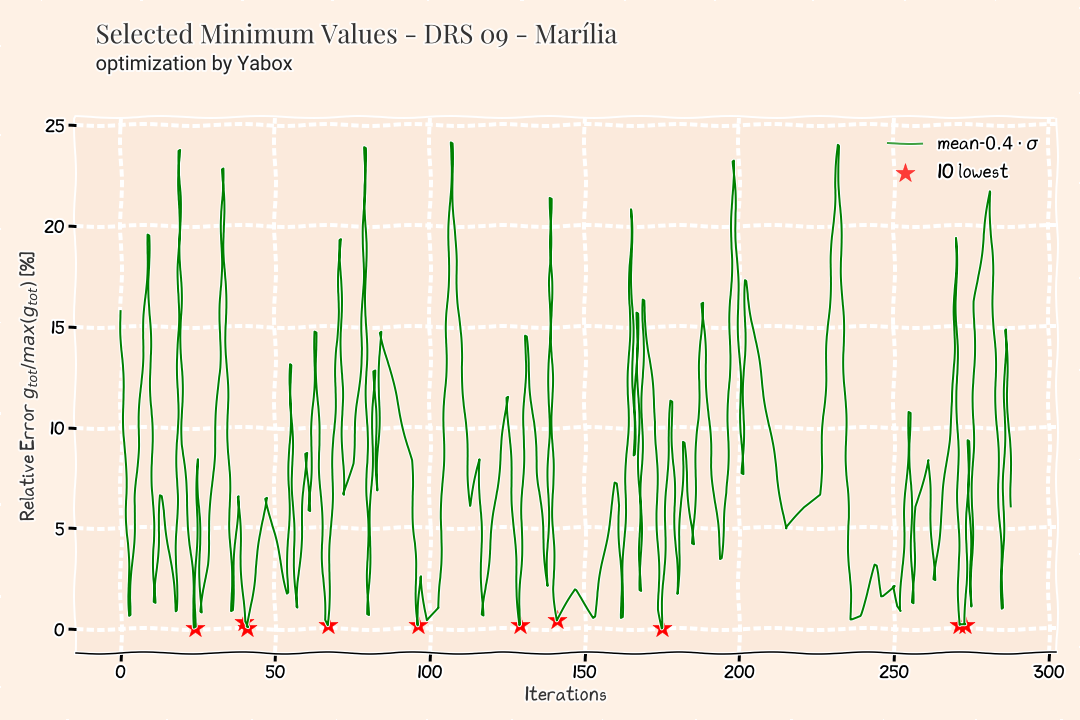 Selected Minimum Values - DRS 09 - Marília
optimization by Yabox
25
20
15
10
5
0
Relative Error g_tot/max(g_tot) [%]
mean-0.4 · σ
10 lowest
0 50 100 150 200 250 300
Iterations